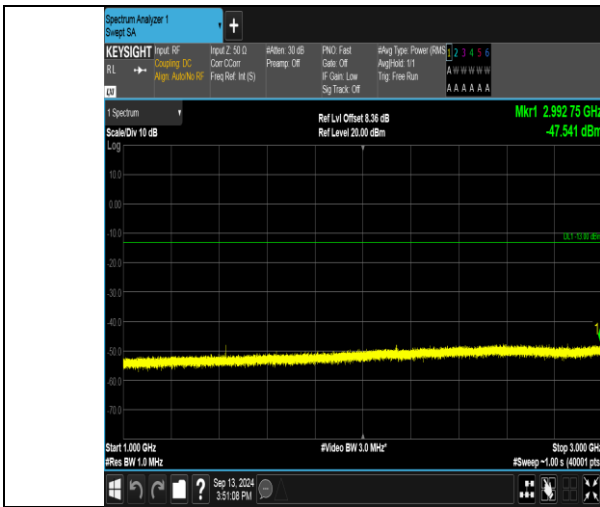 Spectrum Analyzer 1
Swept SA
+
KEYSIGHT
RL
LXI
Input: RF
Coupling: DC
Align: Auto/No RF
Input Z: 50 Ω
Corr CCorr
Freq Ref: Int (S)
#Atten: 30 dB
Preamp: Off
PNO: Fast
Gate: Off
IF Gain: Low
Sig Track: Off
#Avg Type: Power (RMS
Avg|Hold: 1/1
Trig: Free Run
1 2 3 4 5 6
A W W W W W
A A A A A A
1 Spectrum
Scale/Div 10 dB
Ref Lvl Offset 8.36 dB
Ref Level 20.00 dBm
Mkr1 2.992 75 GHz
-47.541 dBm
Log
10.0
0.00
-10.0
DL1 -13.00 dBm
-20.0
-30.0
-40.0
1
-50.0
-60.0
-70.0
Start 1.000 GHz
#Res BW 1.0 MHz
#Video BW 3.0 MHz*
Stop 3.000 GHz
#Sweep ~1.00 s (40001 pts
?
Sep 13, 2024
3:51:08 PM